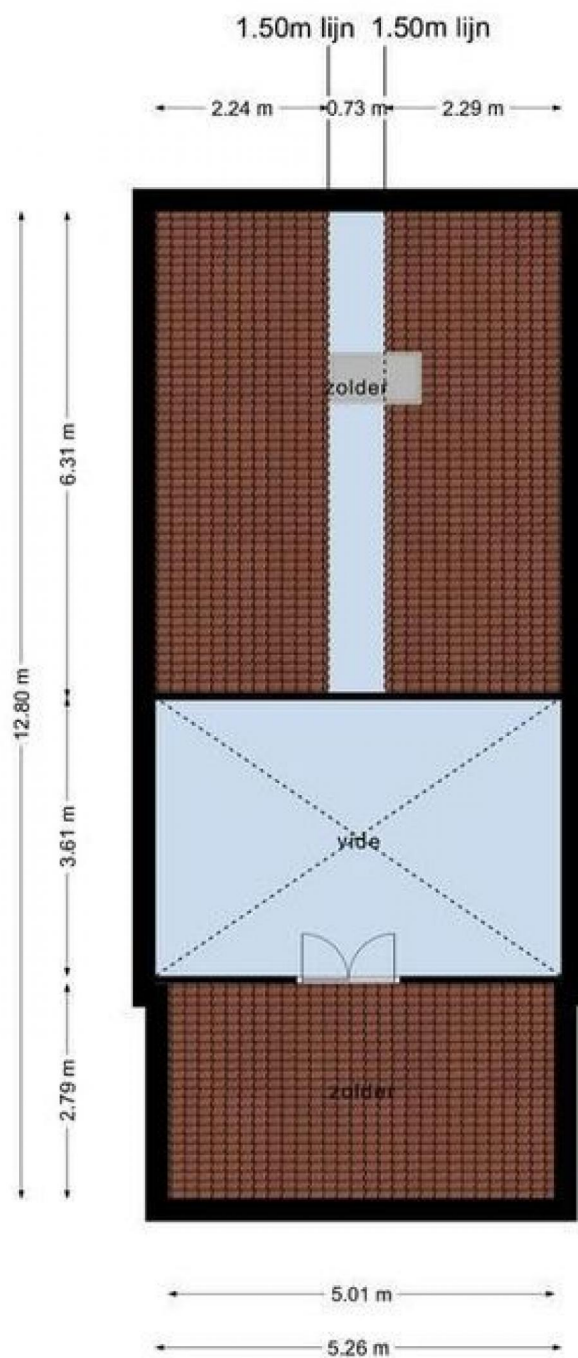 1.50m lijn 1.50m lijn
2.24 m 0.73 m 2.29 m
6.31 m
zolder
12.80 m
3.61 m
vide
2.79 m
zolder
5.01 m
5.26 m